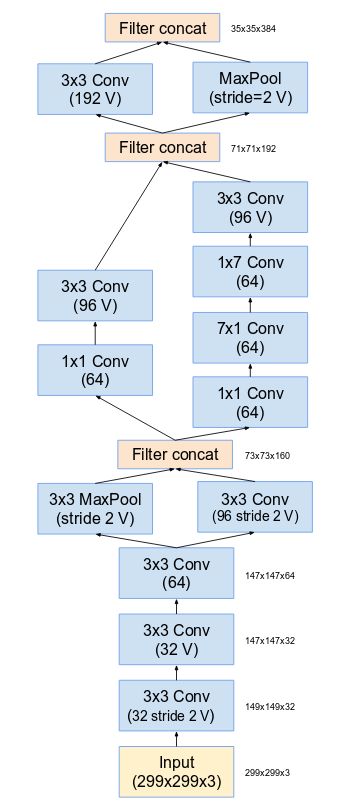 Filter concat
35x35x384
3x3 Conv
(192 V)
MaxPool
(stride=2 V)
Filter concat
71x71x192
3x3 Conv
(96 V)
1x7 Conv
(64)
3x3 Conv
(96 V)
7x1 Conv
(64)
1x1 Conv
(64)
1x1 Conv
(64)
Filter concat
73x73x160
3x3 MaxPool
(stride 2 V)
3x3 Conv
(96 stride 2 V)
3x3 Conv
(64)
147x147x64
3x3 Conv
(32 V)
147x147x32
3x3 Conv
(32 stride 2 V)
149x149x32
Input
(299x299x3)
299x299x3